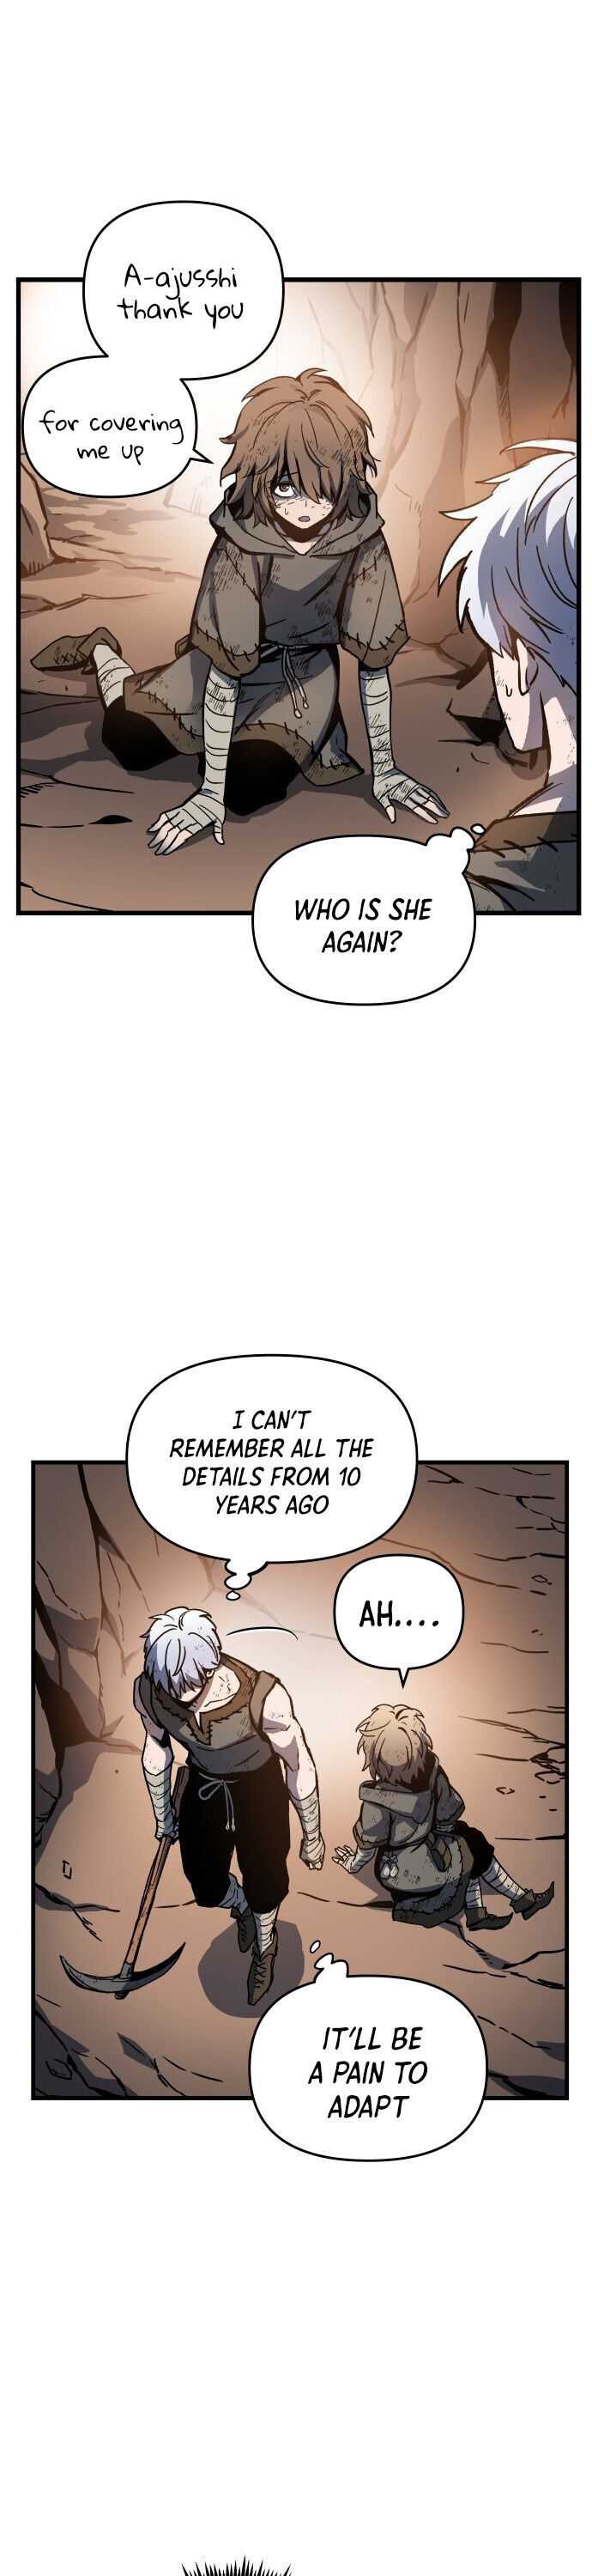 A-ajusshi
thank you
for covering
me up
WHO IS SHE
AGAIN?
I CAN'T
REMEMBER ALL THE
DETAILS FROM 10
YEARS AGO
AH....
IT'LL BE
A PAIN TO
ADAPT